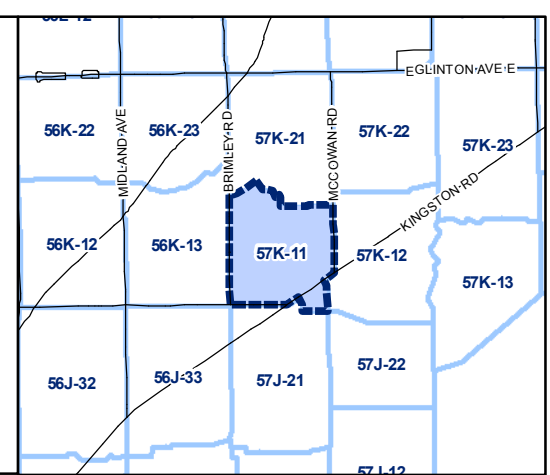 EGLINTON AVE E
MIDLAND AVE
BRIMLEY RD
MCCOWAN RD
KINGSTON RD
56K-22
56K-23
57K-21
57K-22
57K-23
56K-12
56K-13
57K-11
57K-12
57K-13
56J-32
56J-33
57J-21
57J-22
57J-12